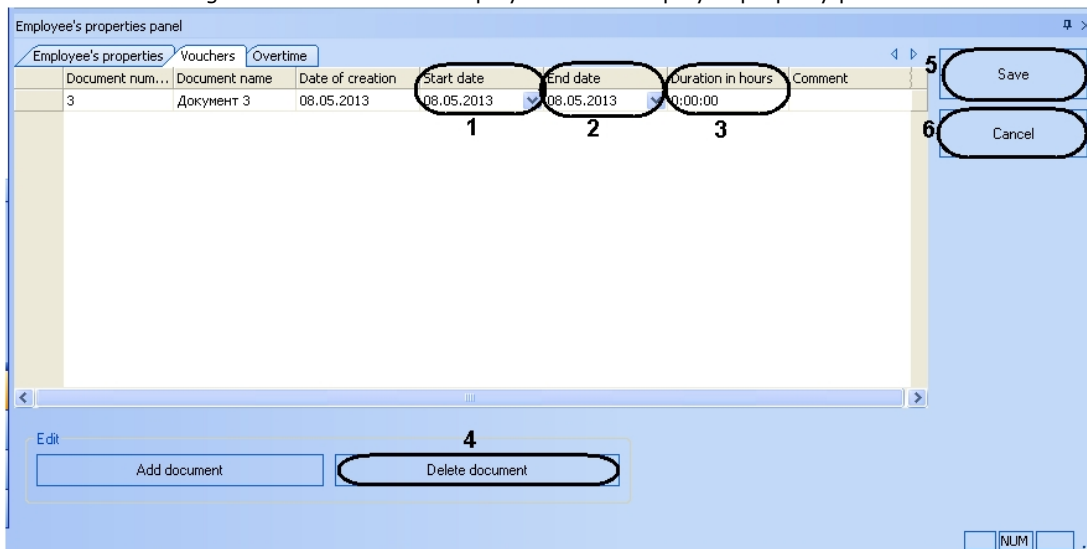 Employee's properties panel
Employee's properties Vouchers Overtime
5 Save
Document num... Document name Date of creation Start date End date Duration in hours Comment
3 Документ 3 08.05.2013 08.05.2013 08.05.2013 0:00:00
1 2 3
6 Cancel
Edit
4
Add document Delete document
NUM